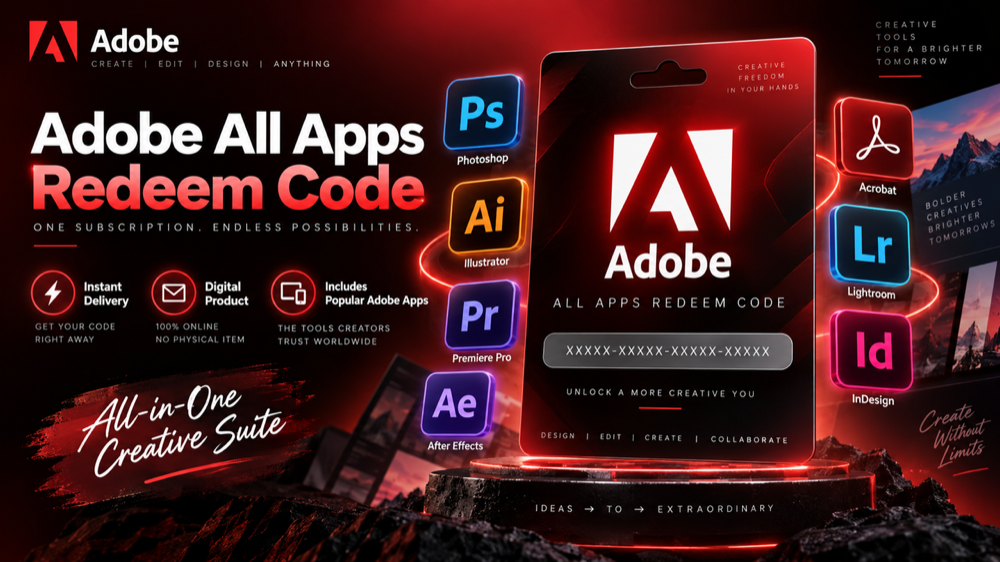 Adobe
CREATE | EDIT | DESIGN | ANYTHING
Adobe All Apps
Redeem Code
ONE SUBSCRIPTION. ENDLESS POSSIBILITIES.
Instant
Delivery
GET YOUR CODE
RIGHT AWAY
Digital
Product
100% ONLINE
NO PHYSICAL ITEM
Includes
Popular Adobe Apps
THE TOOLS CREATORS
TRUST WORLDWIDE
All-in-One
Creative Suite
Ps
Photoshop
Ai
Illustrator
Pr
Premiere Pro
Ae
After Effects
CREATIVE
FREEDOM
IN YOUR HANDS
Adobe
ALL APPS REDEEM CODE
XXXXX-XXXXX-XXXXX-XXXXX
UNLOCK A MORE CREATIVE YOU
DESIGN | EDIT | CREATE | COLLABORATE
IDEAS → TO → EXTRAORDINARY
CREATIVE
TOOLS
FOR A BRIGHTER
TOMORROW
Acrobat
Lr
Lightroom
Id
InDesign
BOLDER
CREATIVES
BRIGHTER
TOMORROWS
Create
Without
Limits